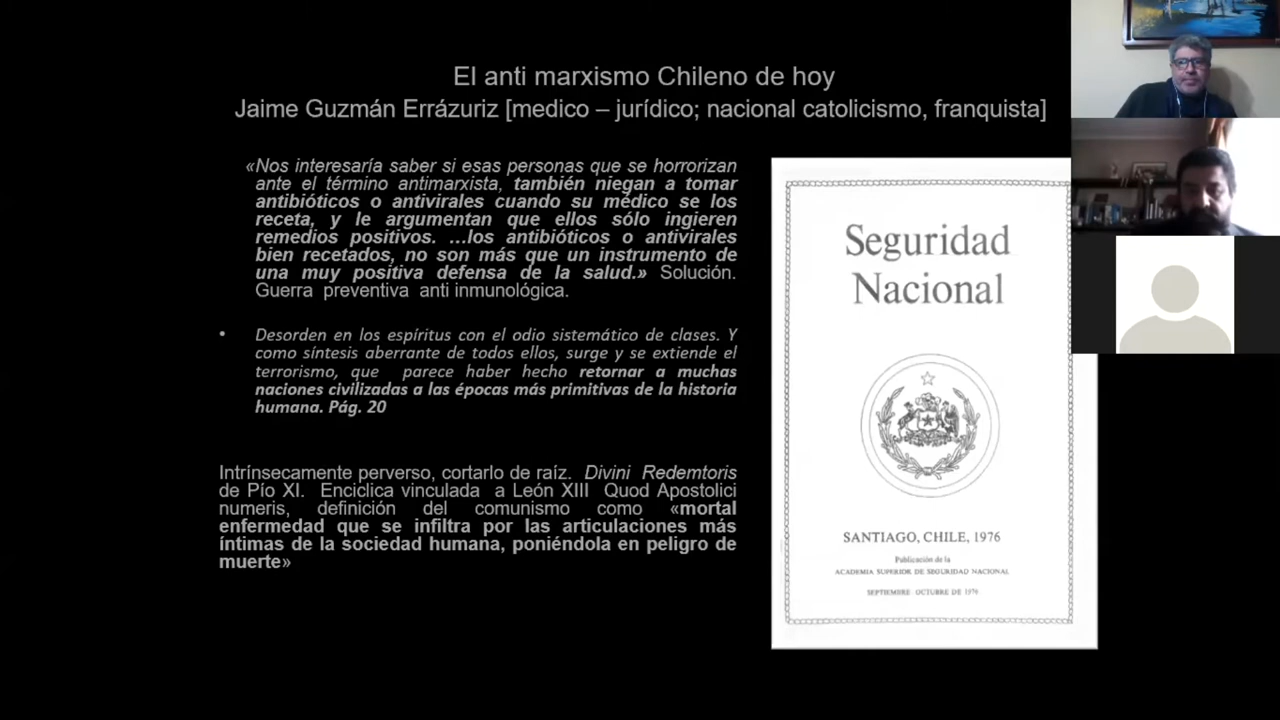 El anti marxismo Chileno de hoy
Jaime Guzmán Errázuriz [medico – jurídico; nacional catolicismo, franquista]
«Nos interesaría saber si esas personas que se horrorizan
ante el término antimarxista, también niegan a tomar
antibióticos o antivirales cuando su médico se los
receta, y le argumentan que ellos sólo ingieren
remedios positivos. …los antibióticos o antivirales
bien recetados, no son más que un instrumento de
una muy positiva defensa de la salud.» Solución.
Guerra preventiva anti inmunológica.
• Desorden en los espíritus con el odio sistemático de clases. Y
como síntesis aberrante de todos ellos, surge y se extiende el
terrorismo, que parece haber hecho retornar a muchas
naciones civilizadas a las épocas más primitivas de la historia
humana. Pág. 20
Intrínsecamente perverso, cortarlo de raíz. Divini Redemtoris
de Pío XI. Enciclica vinculada a León XIII Quod Apostolici
numeris, definición del comunismo como «mortal
enfermedad que se infiltra por las articulaciones más
íntimas de la sociedad humana, poniéndola en peligro de
muerte»
Seguridad
Nacional
SANTIAGO, CHILE, 1976
Publicación de la
ACADEMIA SUPERIOR DE SEGURIDAD NACIONAL
SEPTIEMBRE OCTUBRE DE 1976